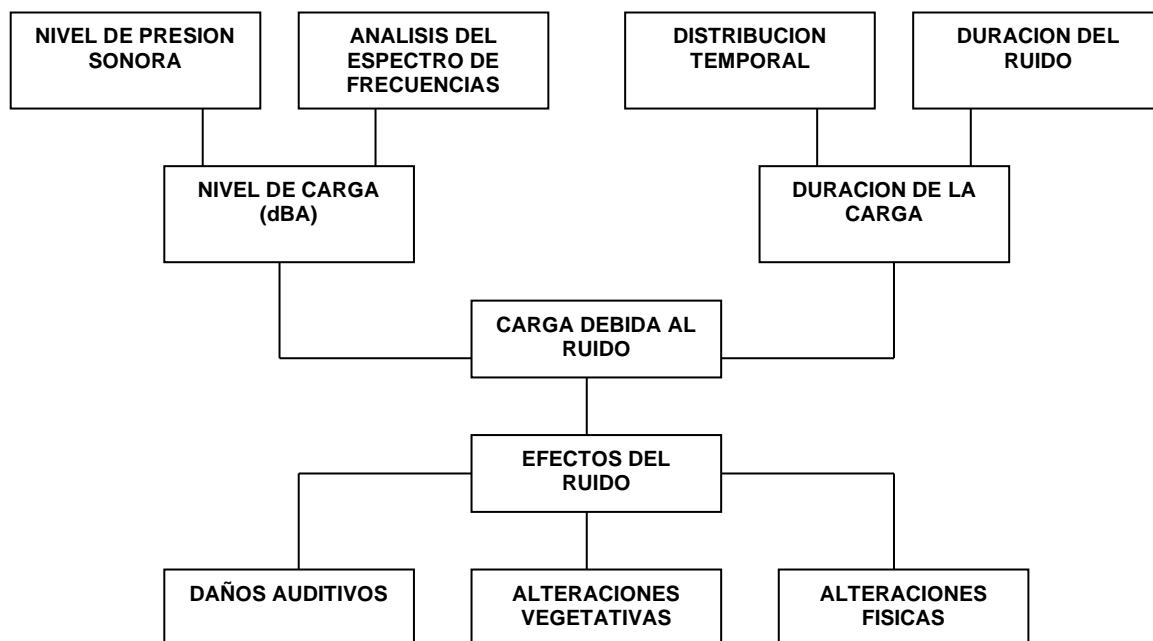 NIVEL DE PRESION
SONORA
ANALISIS DEL
ESPECTRO DE
FRECUENCIAS
DISTRIBUCION
TEMPORAL
DURACION DEL
RUIDO
NIVEL DE CARGA
(dBA)
DURACION DE LA
CARGA
CARGA DEBIDA AL
RUIDO
EFECTOS DEL
RUIDO
DAÑOS AUDITIVOS
ALTERACIONES
VEGETATIVAS
ALTERACIONES
FISICAS